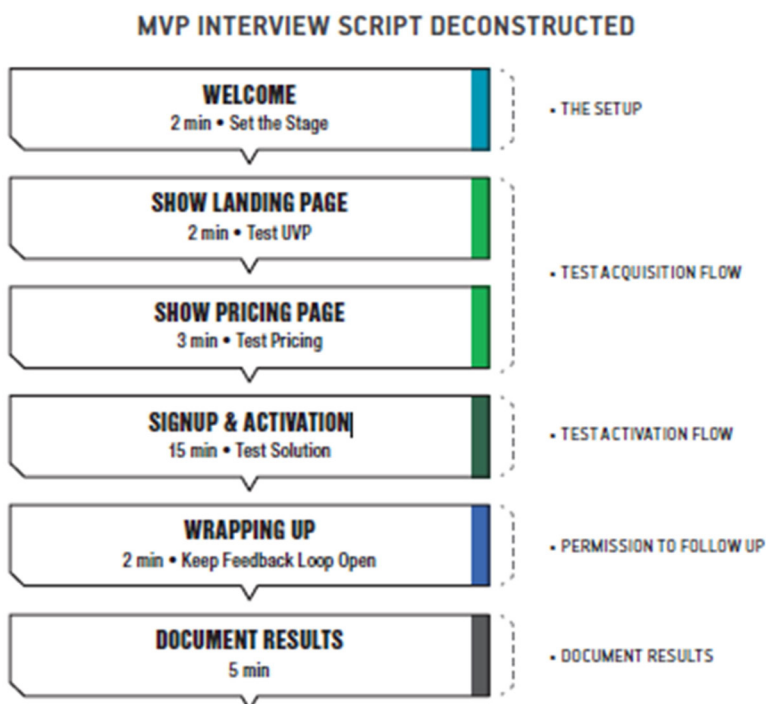 MVP INTERVIEW SCRIPT DECONSTRUCTED
WELCOME
2 min • Set the Stage
• THE SETUP
SHOW LANDING PAGE
2 min • Test UVP
SHOW PRICING PAGE
3 min • Test Pricing
• TEST ACQUISITION FLOW
SIGNUP & ACTIVATION
15 min • Test Solution
• TEST ACTIVATION FLOW
WRAPPING UP
2 min • Keep Feedback Loop Open
• PERMISSION TO FOLLOW UP
DOCUMENT RESULTS
5 min
• DOCUMENT RESULTS